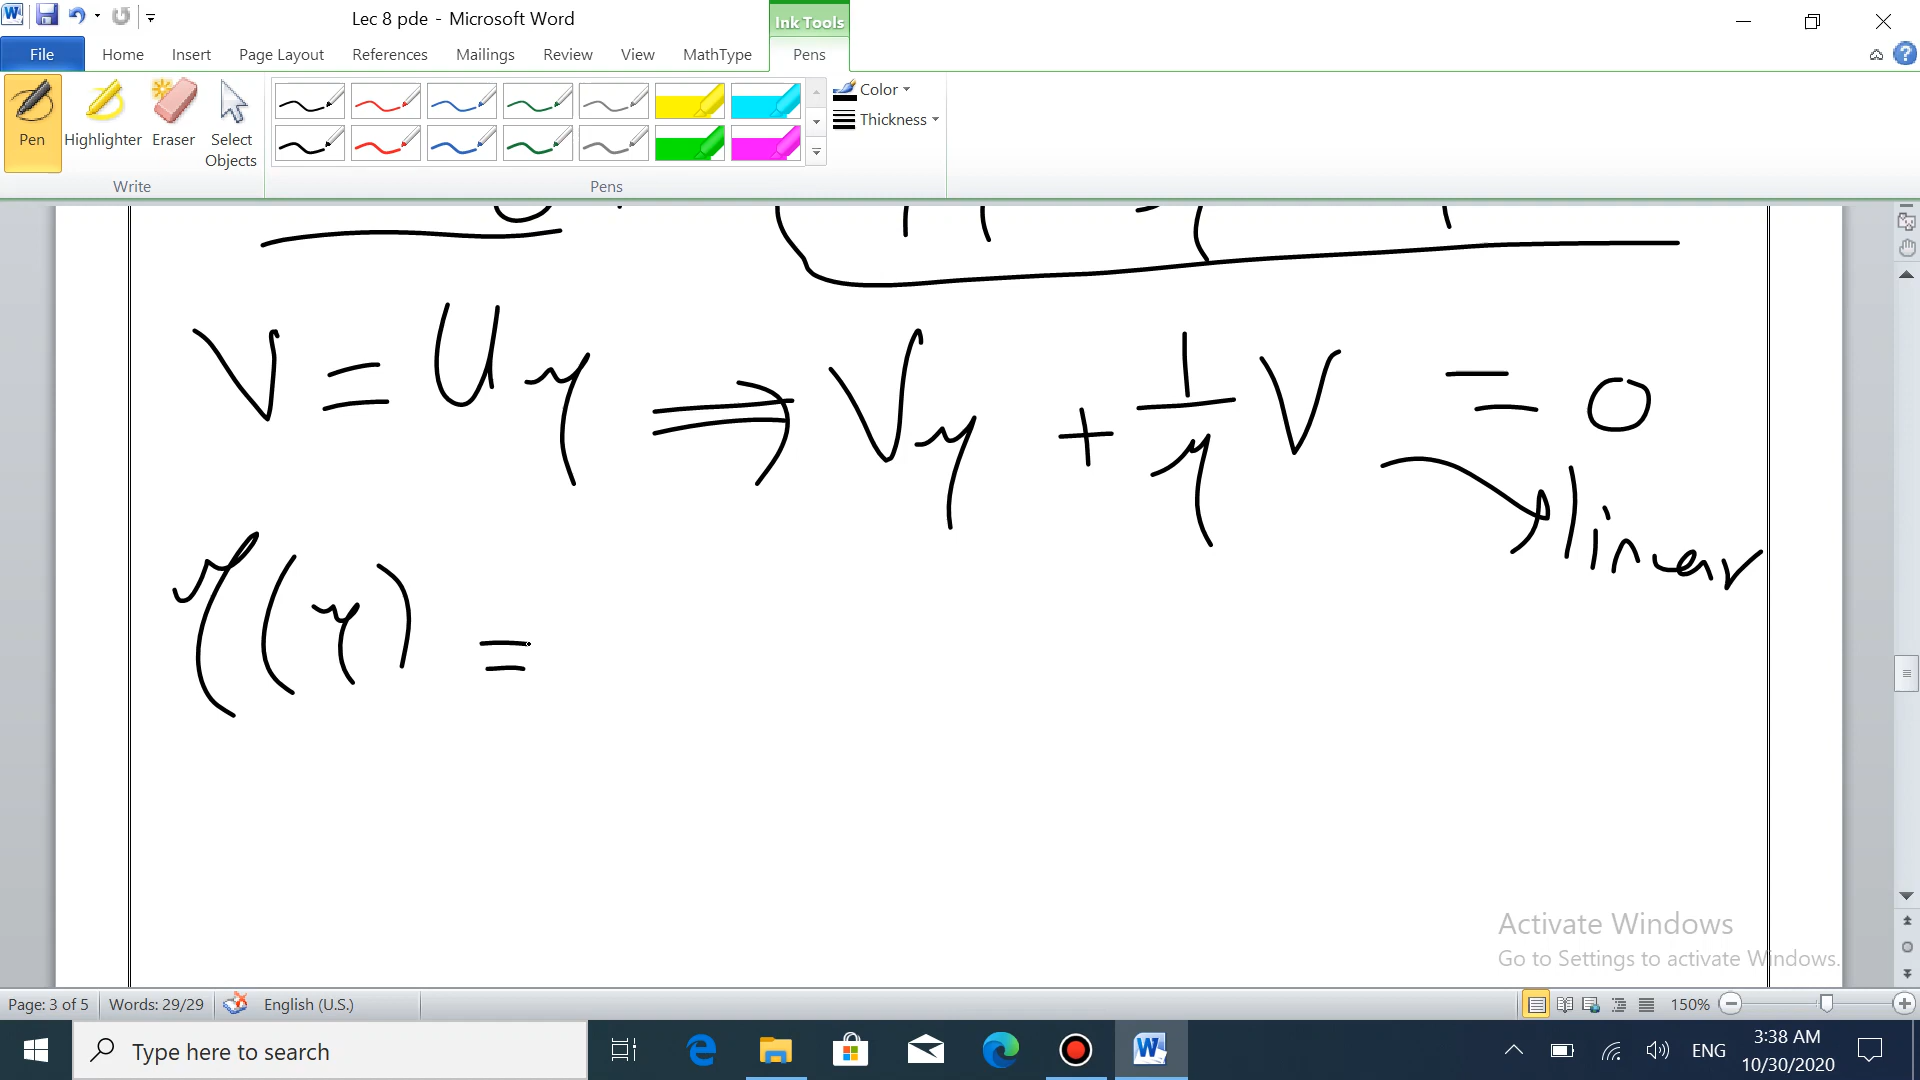 Lec 8 pde - Microsoft Word
Ink Tools
File Home Insert Page Layout References Mailings Review View MathType Pens
Pen Highlighter Eraser Select Objects
Color
Thickness
Write Pens
V = Uη ⇒ Vη + 1/η V = 0
linear
μ(η) =
Activate Windows
Go to Settings to activate Windows.
Page: 3 of 5 Words: 29/29 English (U.S.) 150%
Type here to search
ENG
3:38 AM
10/30/2020